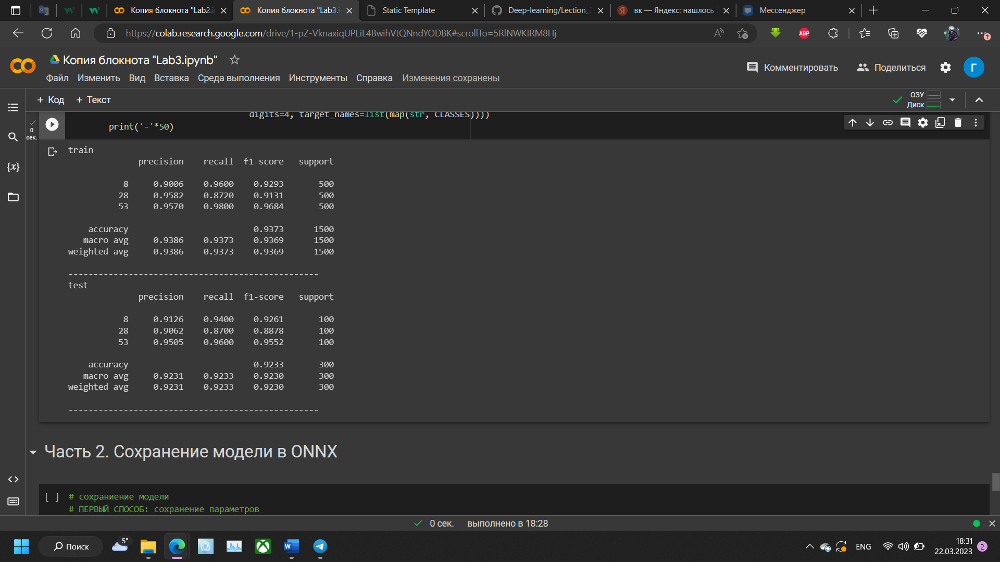 Копия блокнота "Lab2.i
Копия блокнота "Lab3.i
Static Template
Deep-learning/Lection_
вк — Яндекс: нашлось
Мессенджер
https://colab.research.google.com/drive/1-pZ-VknaxiqUPLiL4BwihVtQNndYODBK#scrollTo=5RlNWKIRM8Hj
ABP
Копия блокнота "Lab3.ipynb"
Комментировать
Поделиться
Г
Файл Изменить Вид Вставка Среда выполнения Инструменты Справка Изменения сохранены
+ Код + Текст
ОЗУ
Диск
digits=4, target_names=list(map(str, CLASSES))))
print('-'*50)
0
сек.
{x}
train
precision recall f1-score support
8 0.9006 0.9600 0.9293 500
28 0.9582 0.8720 0.9131 500
53 0.9570 0.9800 0.9684 500
accuracy 0.9373 1500
macro avg 0.9386 0.9373 0.9369 1500
weighted avg 0.9386 0.9373 0.9369 1500
--------------------------------------------------
test
precision recall f1-score support
8 0.9126 0.9400 0.9261 100
28 0.9062 0.8700 0.8878 100
53 0.9505 0.9600 0.9552 100
accuracy 0.9233 300
macro avg 0.9231 0.9233 0.9230 300
weighted avg 0.9231 0.9233 0.9230 300
--------------------------------------------------
Часть 2. Сохранение модели в ONNX
[ ] # сохраниение модели
# ПЕРВЫЙ СПОСОБ: сохранение параметров
0 сек. выполнено в 18:28
Поиск
5°
ENG
18:31
22.03.2023
2